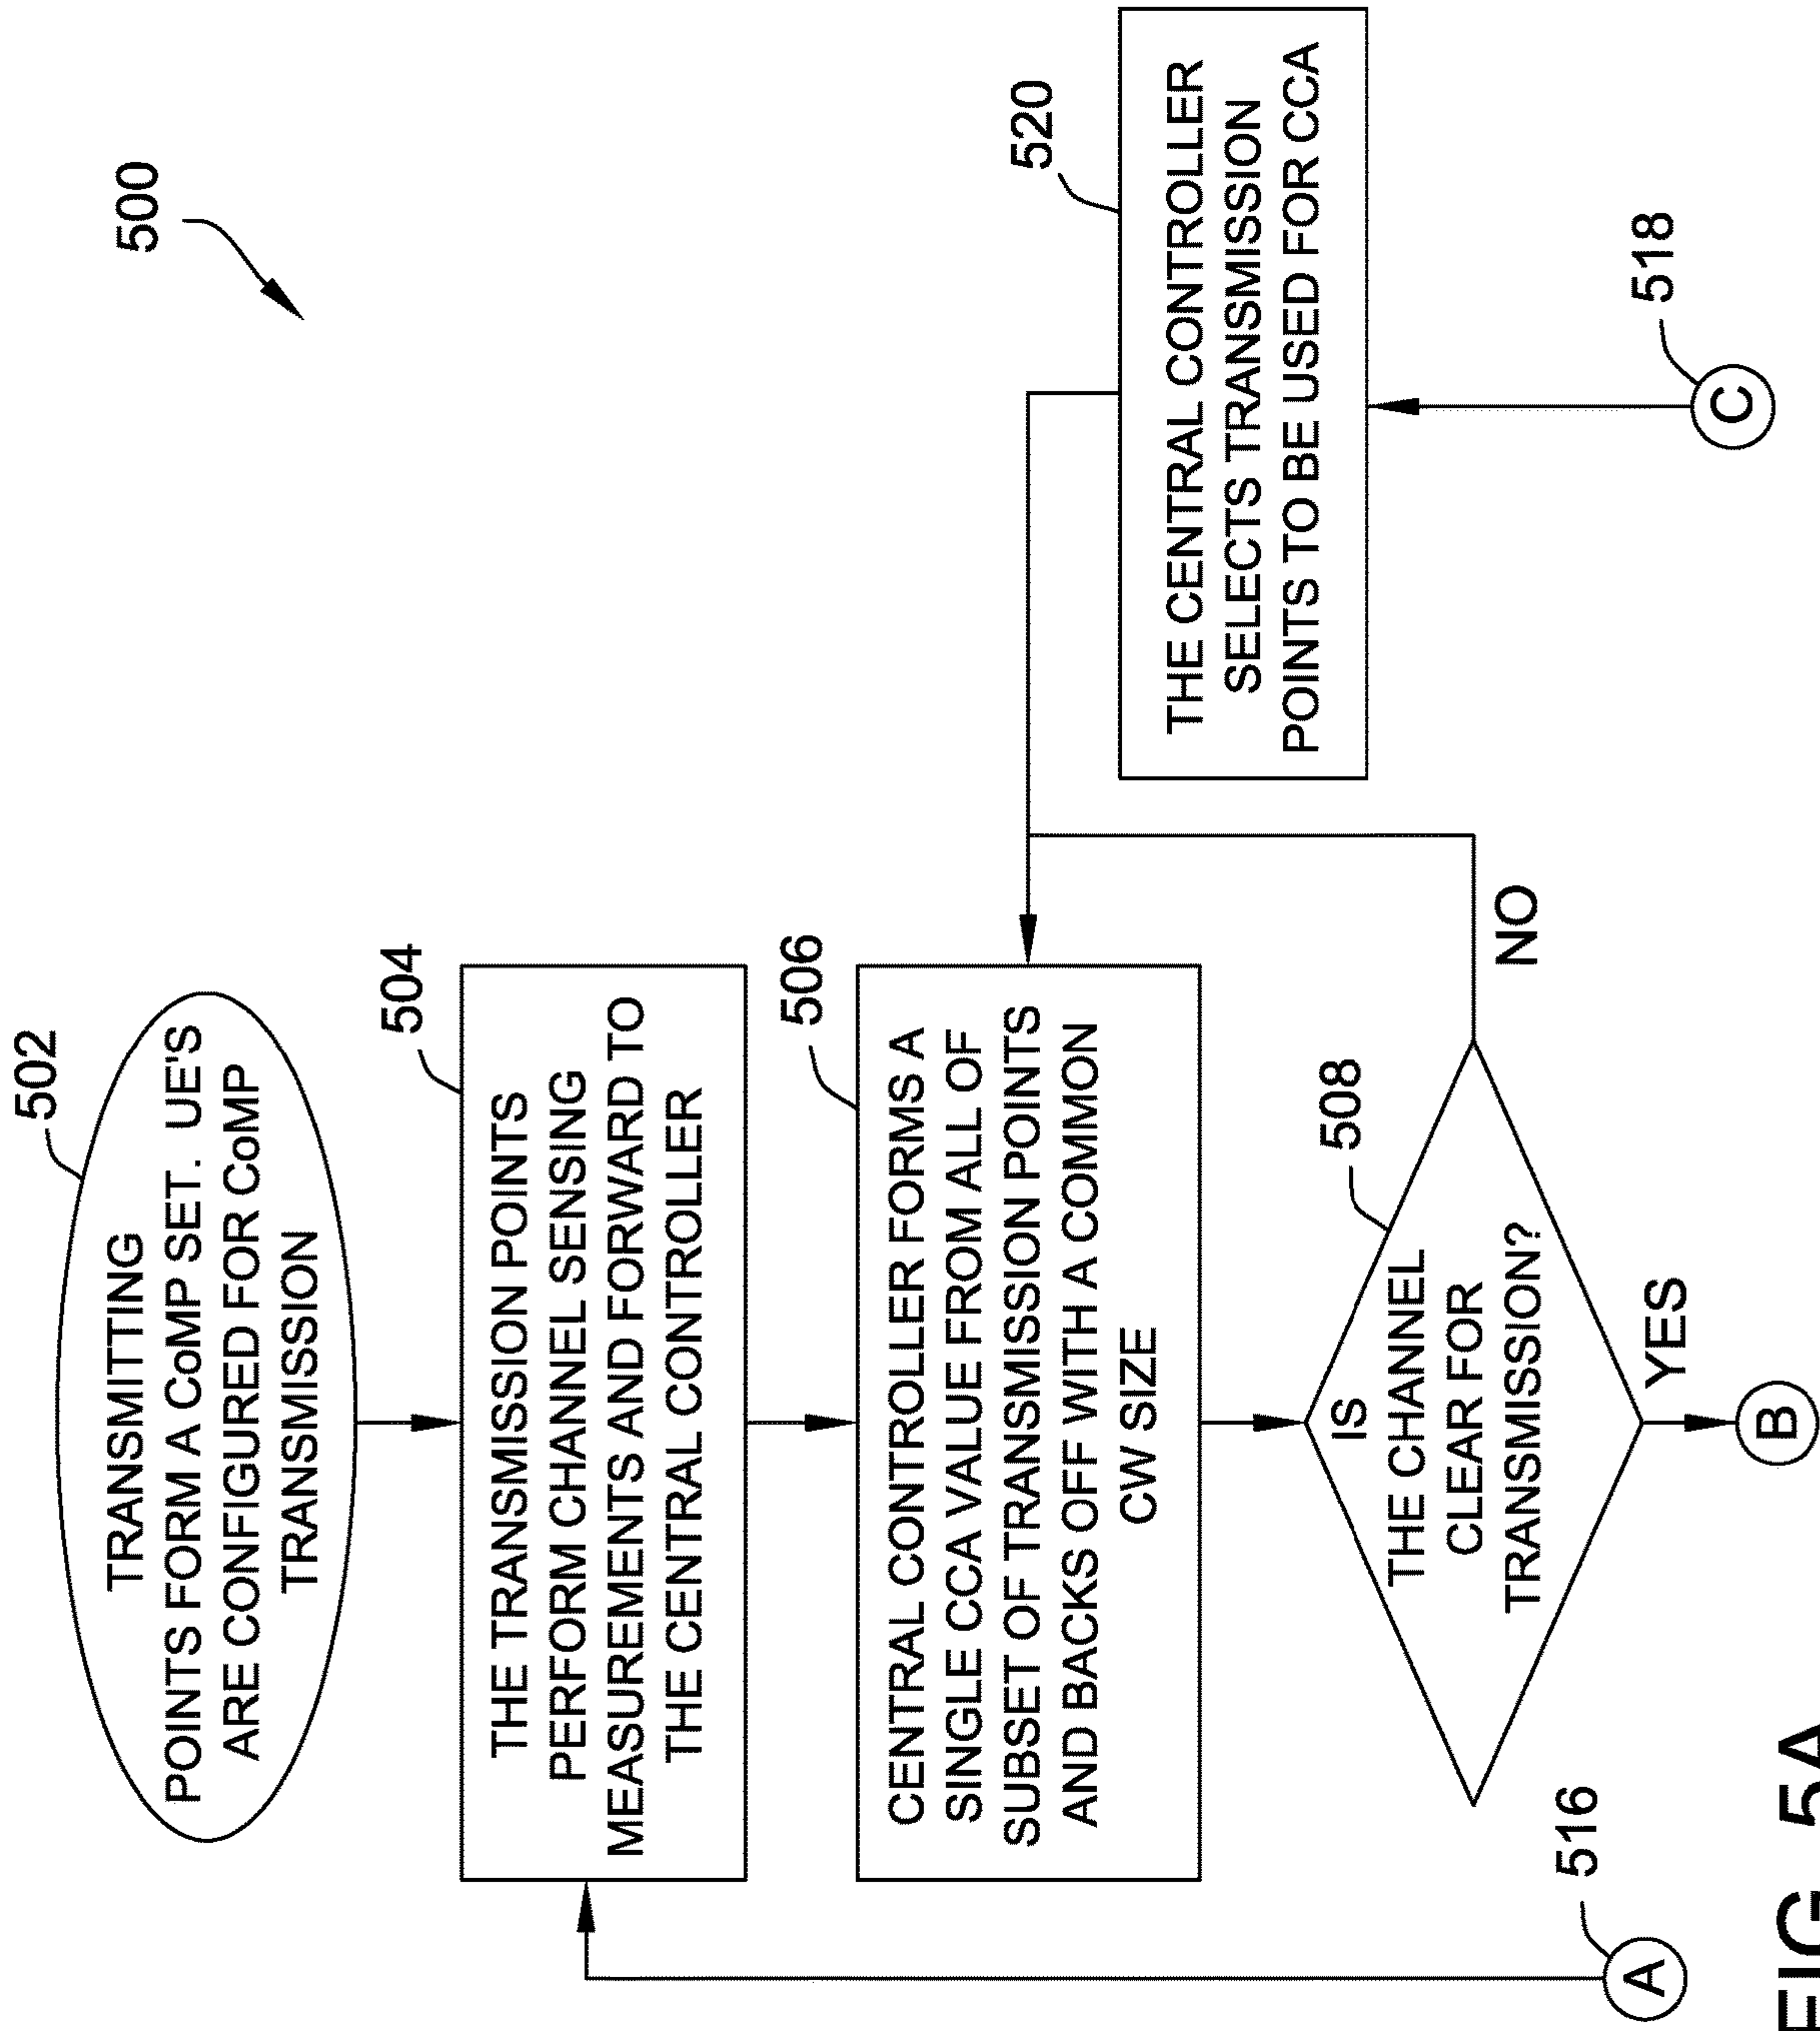 500
502
TRANSMITTING
POINTS FORM A CoMP SET. UE'S
ARE CONFIGURED FOR CoMP
TRANSMISSION
504
THE TRANSMISSION POINTS
PERFORM CHANNEL SENSING
MEASUREMENTS AND FORWARD TO
THE CENTRAL CONTROLLER
506
CENTRAL CONTROLLER FORMS A
SINGLE CCA VALUE FROM ALL OF
SUBSET OF TRANSMISSION POINTS
AND BACKS OFF WITH A COMMON
CW SIZE
508
IS
THE CHANNEL
CLEAR FOR
TRANSMISSION?
NO
YES
B
516
A
520
THE CENTRAL CONTROLLER
SELECTS TRANSMISSION
POINTS TO BE USED FOR CCA
518
C
FIG. 5A